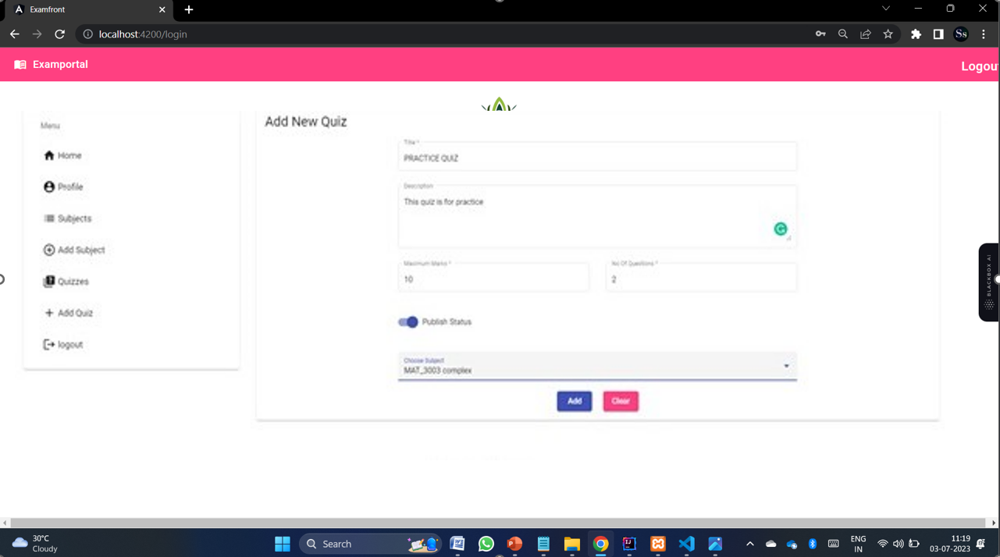 Examfront
localhost:4200/login
Ss
Examportal
Logou
Menu
Home
Profile
Subjects
Add Subject
Quizzes
Add Quiz
logout
Add New Quiz
Title *
PRACTICE QUIZ
Description
This quiz is for practice
Maximum Marks *
10
No Of Questions *
2
Publish Status
Choose Subject
MAT_3003 complex
Add
Clear
BLACKBOX AI
30°C
Cloudy
Search
ENG
IN
11:19
03-07-2023